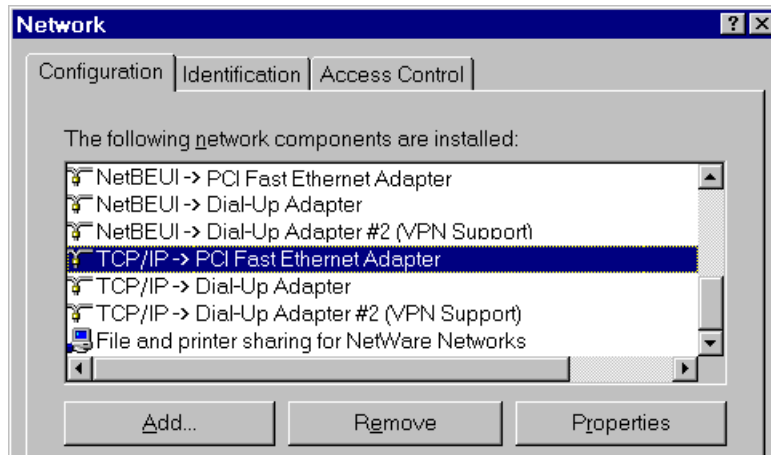 Network
Configuration Identification Access Control
The following network components are installed:
NetBEUI -> PCI Fast Ethernet Adapter
NetBEUI -> Dial-Up Adapter
NetBEUI -> Dial-Up Adapter #2 (VPN Support)
TCP/IP -> PCI Fast Ethernet Adapter
TCP/IP -> Dial-Up Adapter
TCP/IP -> Dial-Up Adapter #2 (VPN Support)
File and printer sharing for NetWare Networks
Add... Remove Properties